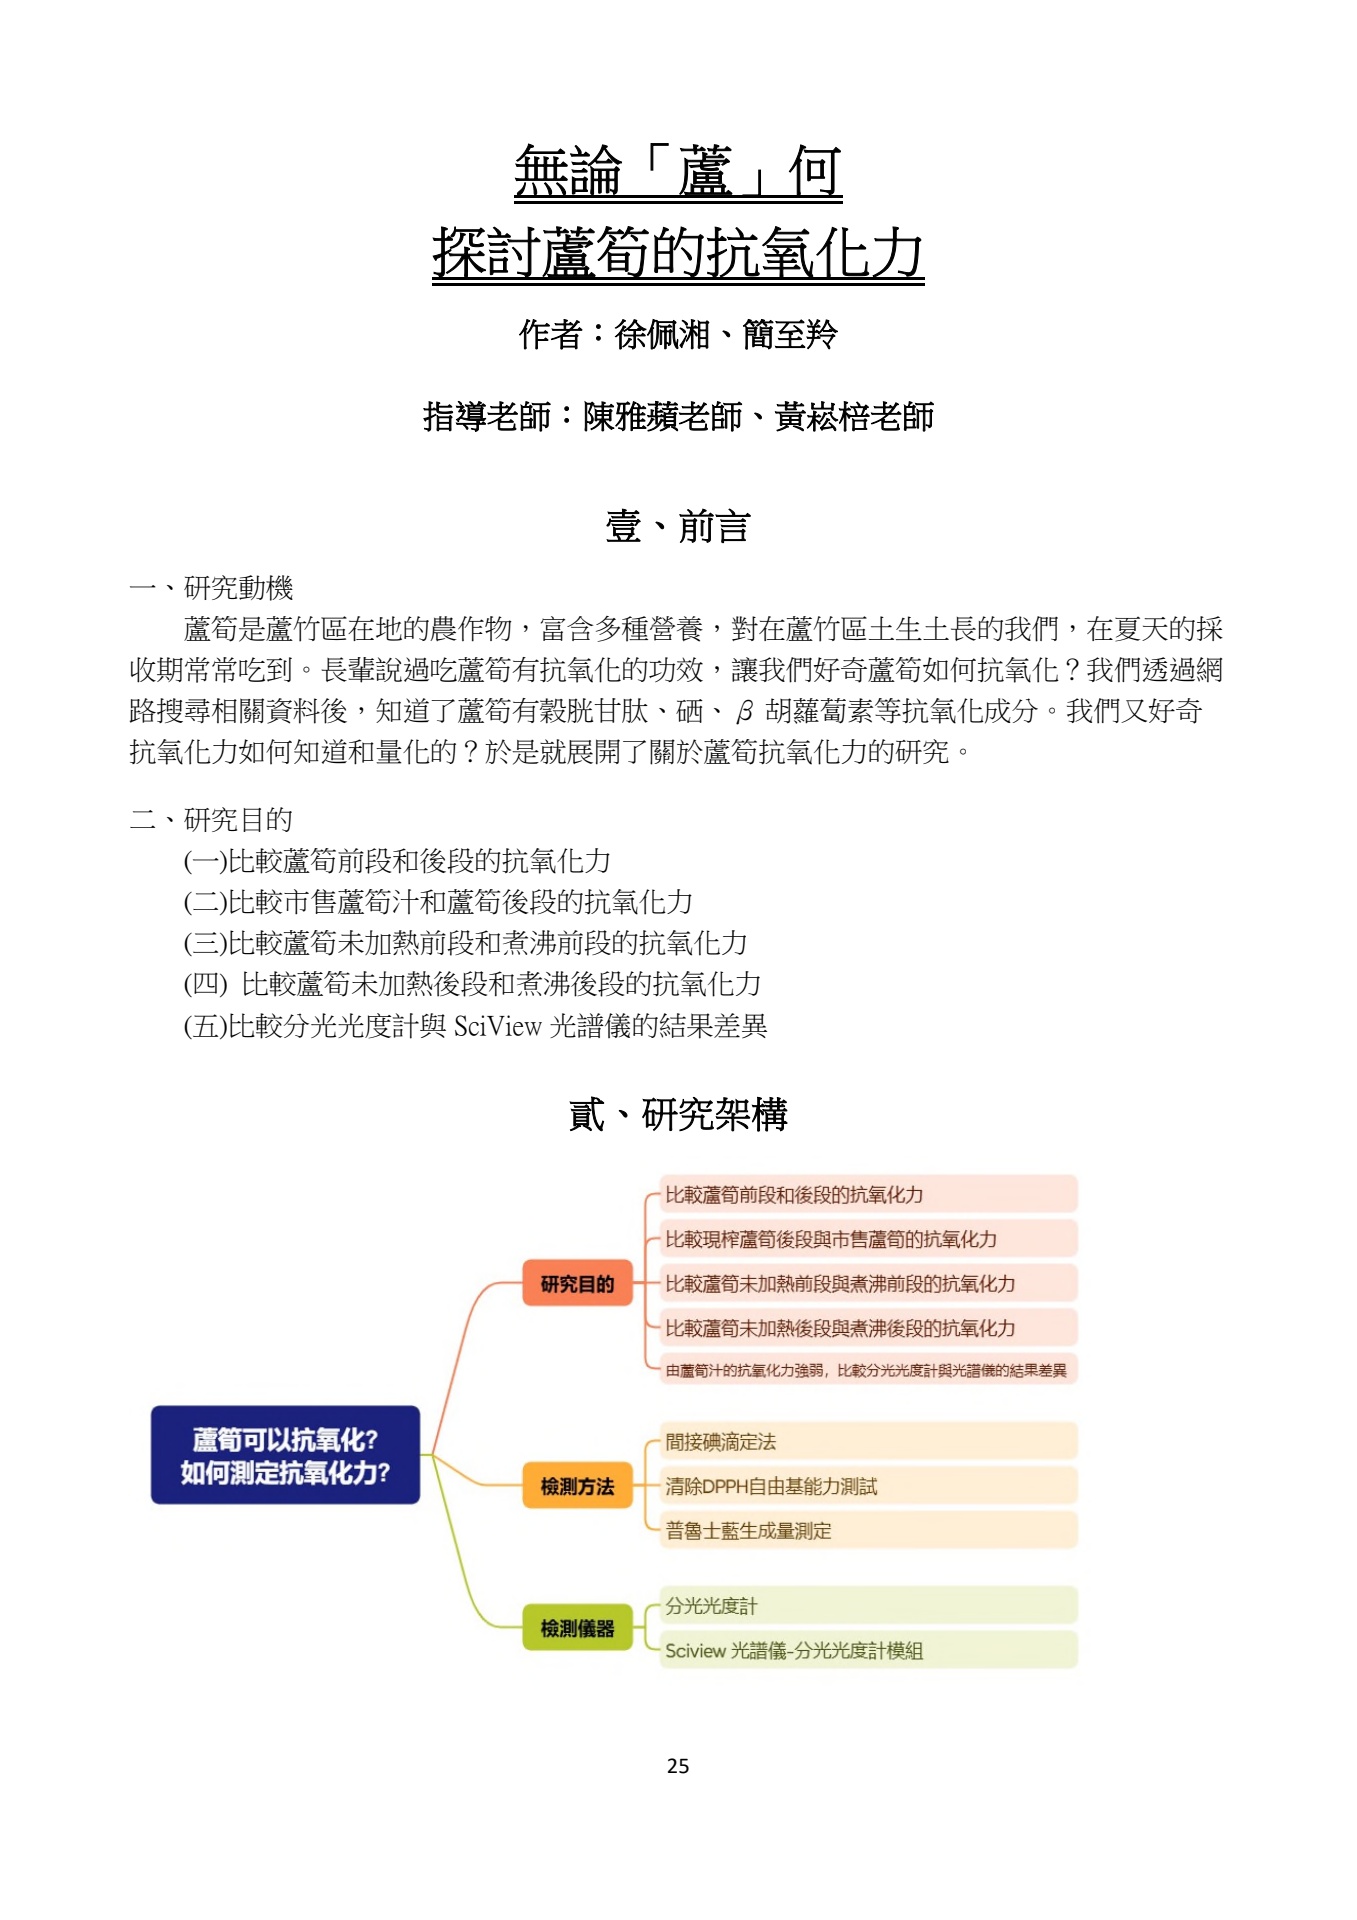 無論「蘆」何
探討蘆筍的抗氧化力
作者：徐佩湘、簡至羚
指導老師：陳雅蘋老師、黃崧棓老師
壹、前言
一、研究動機
蘆筍是蘆竹區在地的農作物，富含多種營養，對在蘆竹區土生土長的我們，在夏天的採
收期常常吃到。長輩說過吃蘆筍有抗氧化的功效，讓我們好奇蘆筍如何抗氧化？我們透過網
路搜尋相關資料後，知道了蘆筍有穀胱甘肽、硒、β 胡蘿蔔素等抗氧化成分。我們又好奇
抗氧化力如何知道和量化的？於是就展開了關於蘆筍抗氧化力的研究。
二、研究目的
(一)比較蘆筍前段和後段的抗氧化力
(二)比較市售蘆筍汁和蘆筍後段的抗氧化力
(三)比較蘆筍未加熱前段和煮沸前段的抗氧化力
(四) 比較蘆筍未加熱後段和煮沸後段的抗氧化力
(五)比較分光光度計與 SciView 光譜儀的結果差異
貳、研究架構
蘆筍可以抗氧化?
如何測定抗氧化力?
研究目的
比較蘆筍前段和後段的抗氧化力
比較現榨蘆筍後段與市售蘆筍的抗氧化力
比較蘆筍未加熱前段與煮沸前段的抗氧化力
比較蘆筍未加熱後段與煮沸後段的抗氧化力
由蘆筍汁的抗氧化力強弱，比較分光光度計與光譜儀的結果差異
檢測方法
間接碘滴定法
清除DPPH自由基能力測試
普魯士藍生成量測定
檢測儀器
分光光度計
Sciview 光譜儀-分光光度計模組
25